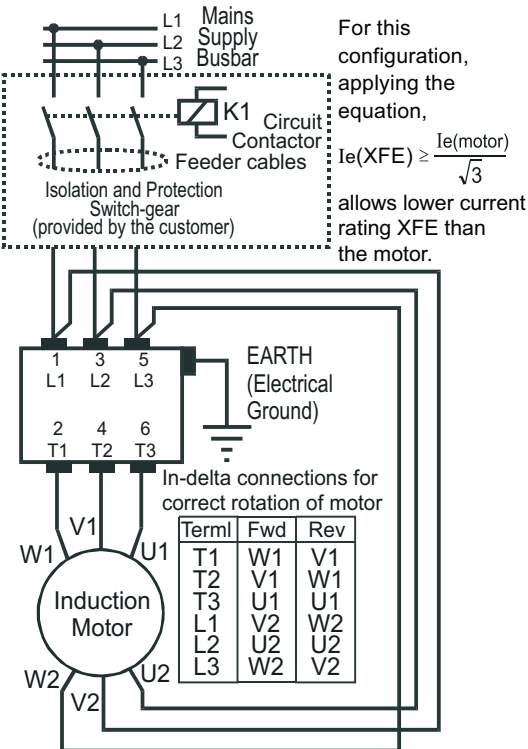 L1
L2
L3
Mains
Supply
Busbar
For this
configuration,
applying the
equation,
Ie(XFE) ≥ Ie(motor)
√3
allows lower current
rating XFE than
the motor.
K1
Circuit
Contactor
Feeder cables
Isolation and Protection
Switch-gear
(provided by the customer)
1 3 5
L1 L2 L3
2 4 6
T1 T2 T3
EARTH
(Electrical
Ground)
In-delta connections for
correct rotation of motor
Terml Fwd Rev
T1 W1 V1
T2 V1 W1
T3 U1 U1
L1 V2 W2
L2 U2 U2
L3 W2 V2
W1 V1 U1
Induction
Motor
W2 V2 U2